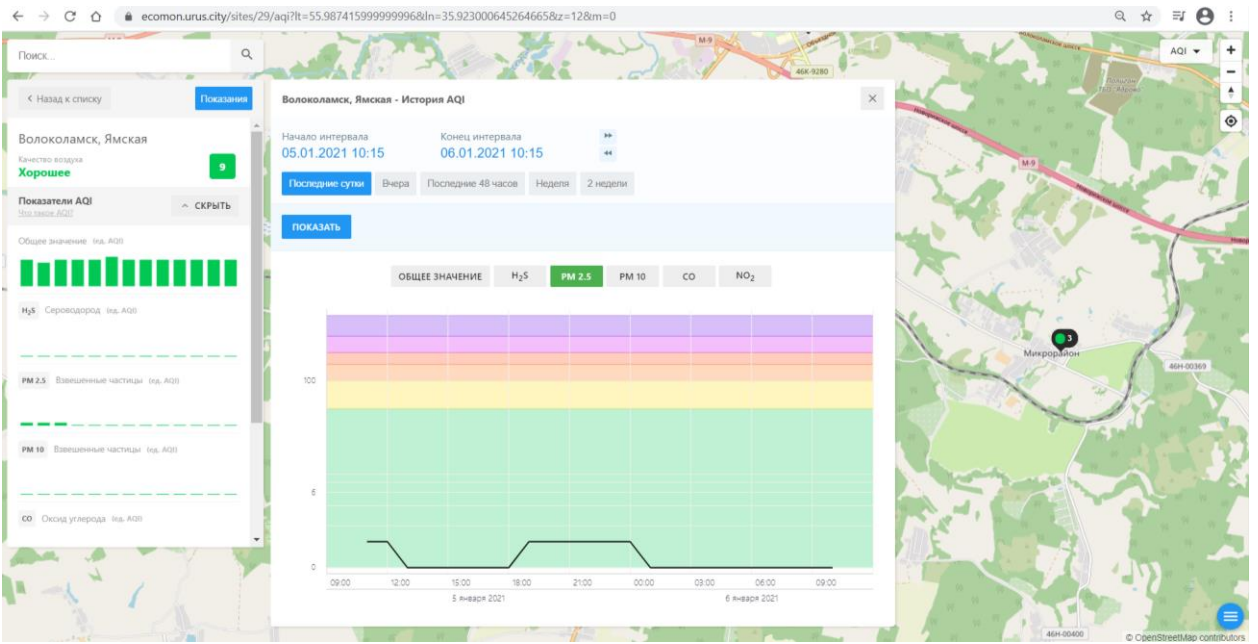 ecomon.urus.city/sites/29/aqi?lt=55.987415999999996&ln=35.9230006452646​65&z=12&m=0
Поиск...
Назад к списку
Показания
Волоколамск, Ямская
Качество воздуха
Хорошее
9
Показатели AQI
Что такое AQI?
СКРЫТЬ
Общее значение (ед. AQI)
H₂S Сероводород (ед. AQI)
PM 2.5 Взвешенные частицы (ед. AQI)
PM 10 Взвешенные частицы (ед. AQI)
CO Оксид углерода (ед. AQI)
Волоколамск, Ямская - История AQI
Начало интервала
Конец интервала
05.01.2021 10:15
06.01.2021 10:15
Последние сутки
Вчера
Последние 48 часов
Неделя
2 недели
ПОКАЗАТЬ
ОБЩЕЕ ЗНАЧЕНИЕ
H₂S
PM 2.5
PM 10
CO
NO₂
100
0
09:00 12:00 15:00 18:00 21:00 00:00 03:00 06:00 09:00
5 января 2021 6 января 2021
AQI
M-9
46К-9280
M-9
3
Микрорайон
46Н-00369
46Н-00400
© OpenStreetMap contributors